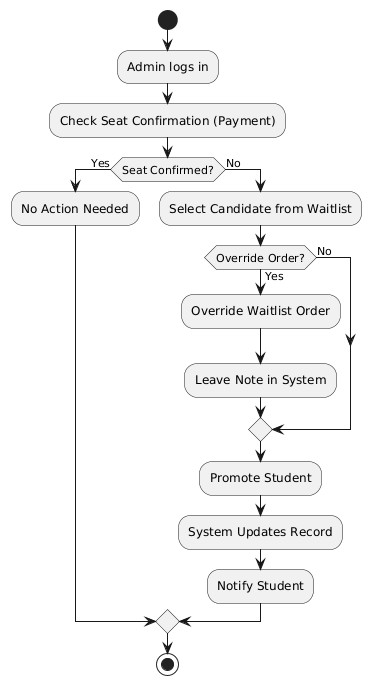 Admin logs in
Check Seat Confirmation (Payment)
Yes
Seat Confirmed?
No
No Action Needed
Select Candidate from Waitlist
Override Order?
No
Yes
Override Waitlist Order
Leave Note in System
Promote Student
System Updates Record
Notify Student